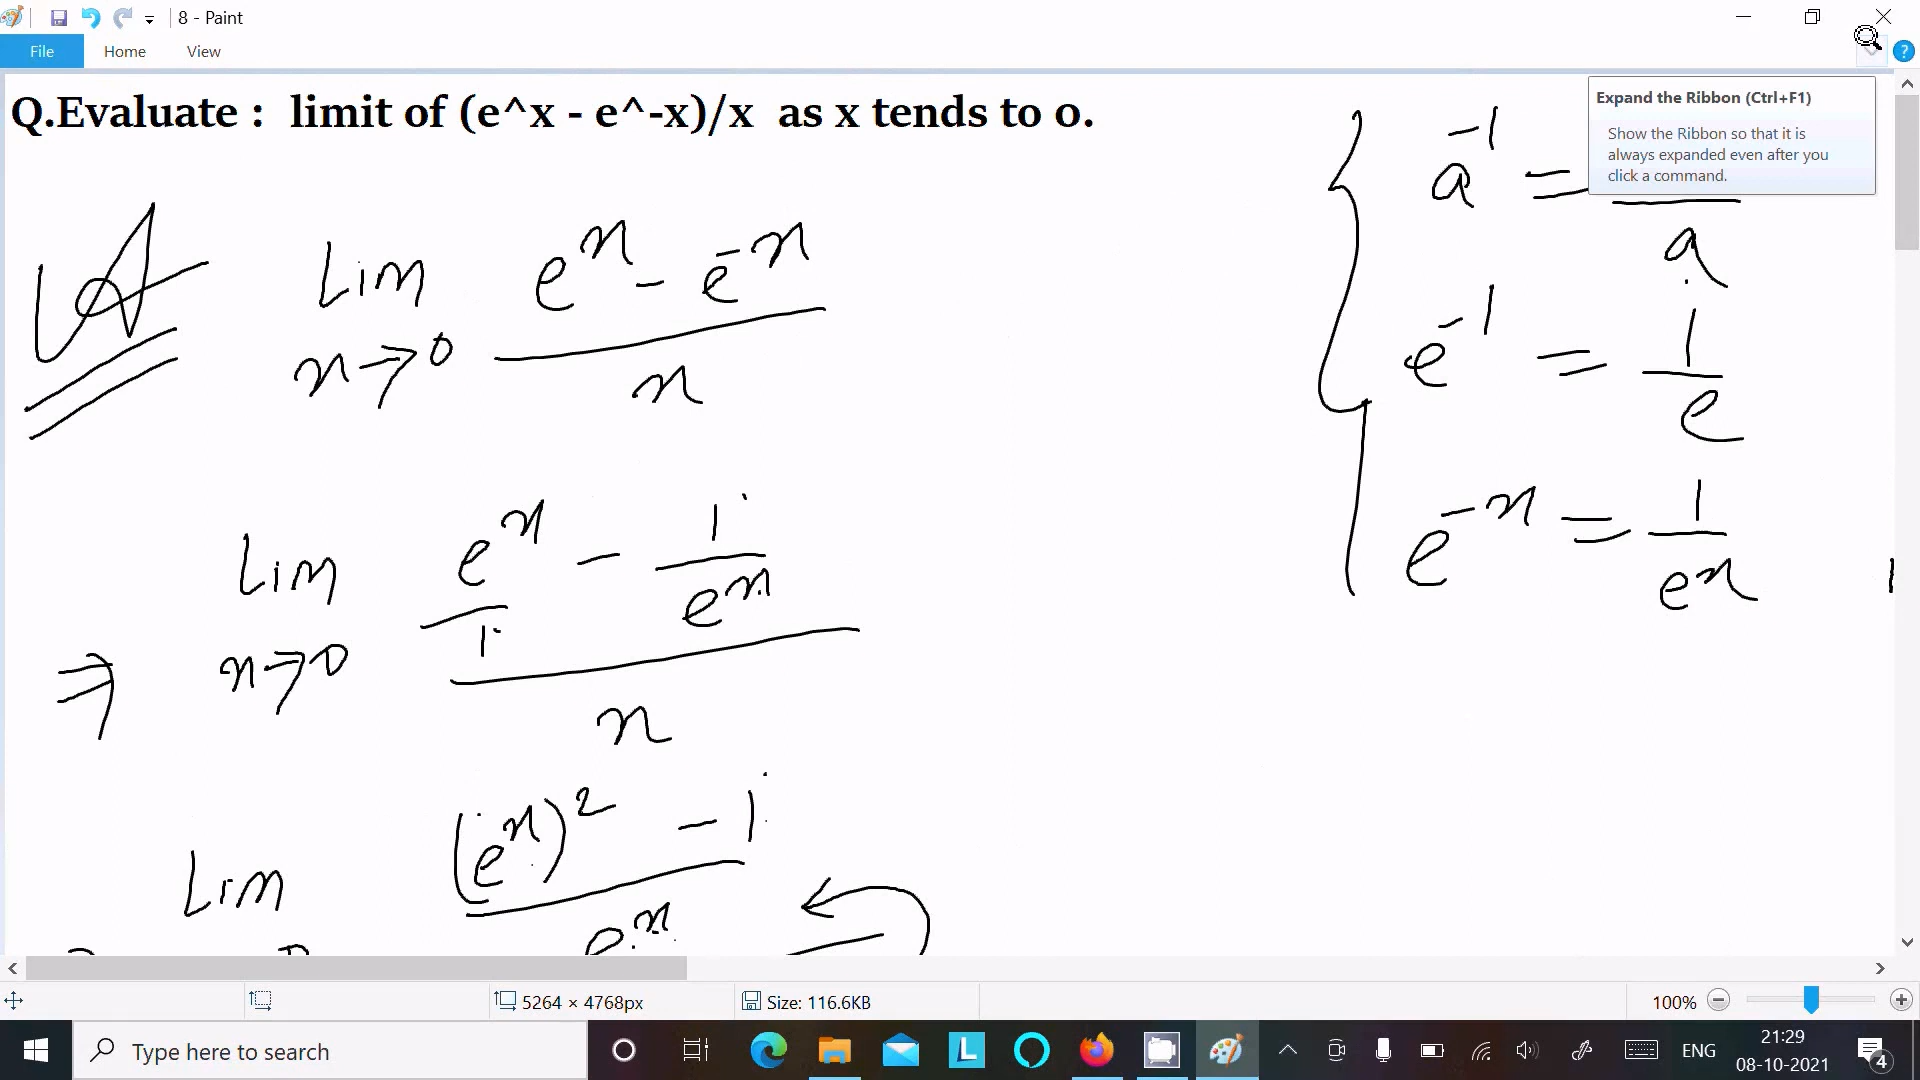 8 - Paint
File Home View
Q.Evaluate : limit of (e^x - e^-x)/x as x tends to 0.
Expand the Ribbon (Ctrl+F1)
Show the Ribbon so that it is
always expanded even after you
click a command.
Lim e^x - e^-x
x→0 x
⇒ Lim e^x/1 - 1/e^x
x→0 x
Lim (e^x)^2 - 1
e^x
a^-1 = a
e^-1 = 1/e
e^-x = 1/e^x
5264 × 4768px
Size: 116.6KB
100%
Type here to search
L
ENG
21:29
08-10-2021
4